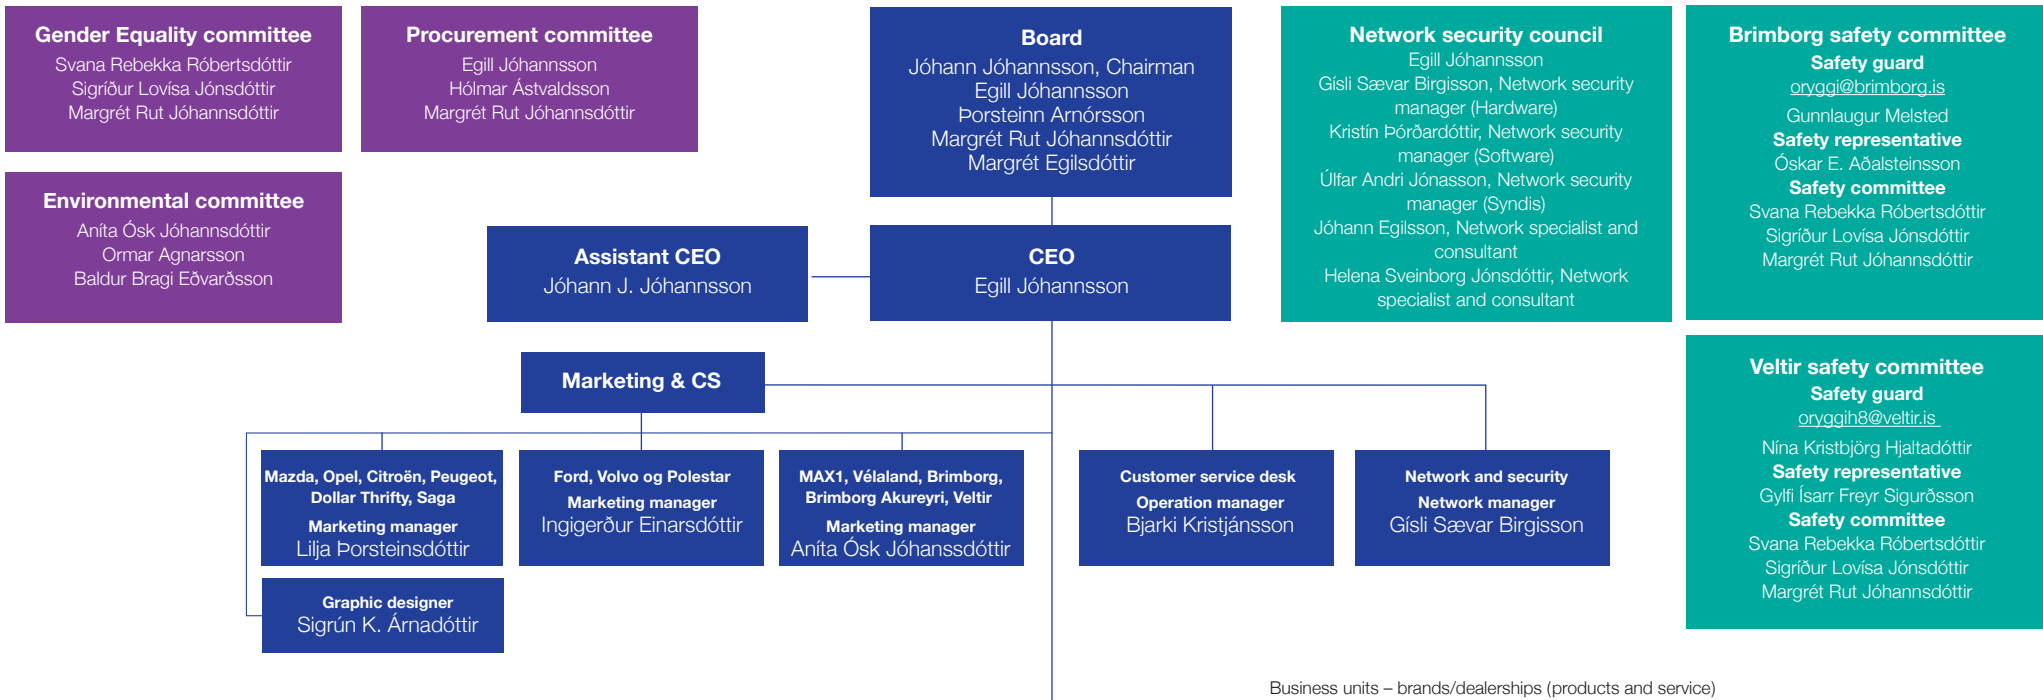 Gender Equality committee
Svana Rebekka Róbertsdóttir
Sigríður Lovísa Jónsdóttir
Margrét Rut Jóhannsdóttir
Procurement committee
Egill Jóhannsson
Hólmar Ástvaldsson
Margrét Rut Jóhannsdóttir
Environmental committee
Aníta Ósk Jóhannsdóttir
Ormar Agnarsson
Baldur Bragi Eðvarðsson
Board
Jóhann Jóhannsson, Chairman
Egill Jóhannsson
Þorsteinn Arnórsson
Margrét Rut Jóhannsdóttir
Margrét Egilsdóttir
Assistant CEO
Jóhann J. Jóhannsson
CEO
Egill Jóhannsson
Network security council
Egill Jóhannsson
Gísli Sævar Birgisson, Network security
manager (Hardware)
Kristín Þórðardóttir, Network security
manager (Software)
Úlfar Andri Jónasson, Network security
manager (Syndis)
Jóhann Egilsson, Network specialist and
consultant
Helena Sveinborg Jónsdóttir, Network
specialist and consultant
Brimborg safety committee
Safety guard
oryggi@brimborg.is
Gunnlaugur Melsted
Safety representative
Óskar E. Aðalsteinsson
Safety committee
Svana Rebekka Róbertsdóttir
Sigríður Lovísa Jónsdóttir
Margrét Rut Jóhannsdóttir
Veltir safety committee
Safety guard
oryggih8@veltir.is
Nína Kristbjörg Hjaltadóttir
Safety representative
Gylfi Ísarr Freyr Sigurðsson
Safety committee
Svana Rebekka Róbertsdóttir
Sigríður Lovísa Jónsdóttir
Margrét Rut Jóhannsdóttir
Marketing & CS
Mazda, Opel, Citroën, Peugeot,
Dollar Thrifty, Saga
Marketing manager
Lilja Þorsteinsdóttir
Ford, Volvo og Polestar
Marketing manager
Ingigerður Einarsdóttir
MAX1, Vélaland, Brimborg,
Brimborg Akureyri, Veltir
Marketing manager
Aníta Ósk Jóhanssdóttir
Customer service desk
Operation manager
Bjarki Kristjánsson
Network and security
Network manager
Gísli Sævar Birgisson
Graphic designer
Sigrún K. Árnadóttir
Business units – brands/dealerships (products and service)